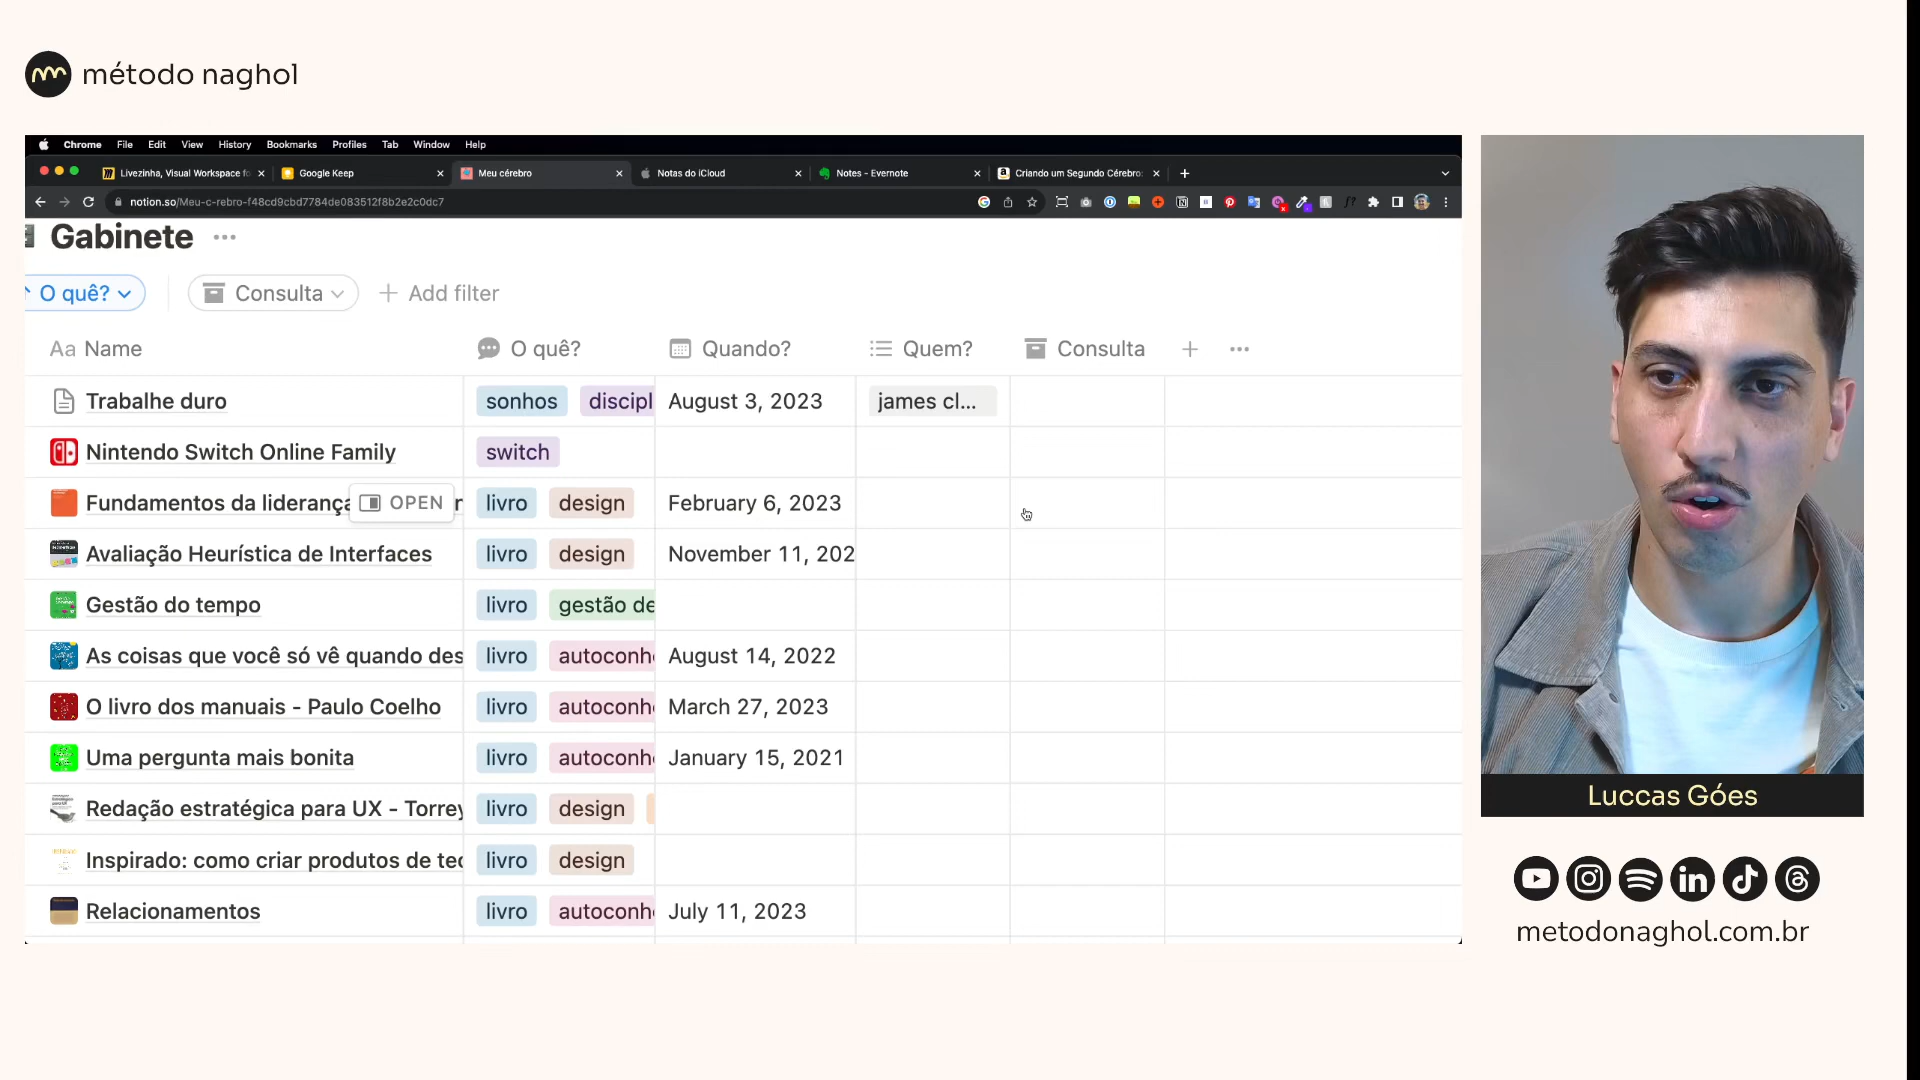 método naghol
Chrome File Edit View History Bookmarks Profiles Tab Window Help
Livezinha, Visual Workspace fo
Google Keep
Meu cérebro
Notas do iCloud
Notes - Evernote
Criando um Segundo Cérebro:
notion.so/Meu-c-rebro-f48cd9cbd7784de083512f8b2e2c0dc7
Gabinete
O quê? Consulta + Add filter
Aa Name O quê? Quando? Quem? Consulta
Trabalhe duro sonhos discipl August 3, 2023 james cl...
Nintendo Switch Online Family switch
Fundamentos da liderança OPEN livro design February 6, 2023
Avaliação Heurística de Interfaces livro design November 11, 202
Gestão do tempo livro gestão de
As coisas que você só vê quando des livro autoconhe August 14, 2022
O livro dos manuais - Paulo Coelho livro autoconhe March 27, 2023
Uma pergunta mais bonita livro autoconhe January 15, 2021
Redação estratégica para UX - Torrey livro design
Inspirado: como criar produtos de tec livro design
Relacionamentos livro autoconhe July 11, 2023
Luccas Góes
metodonaghol.com.br